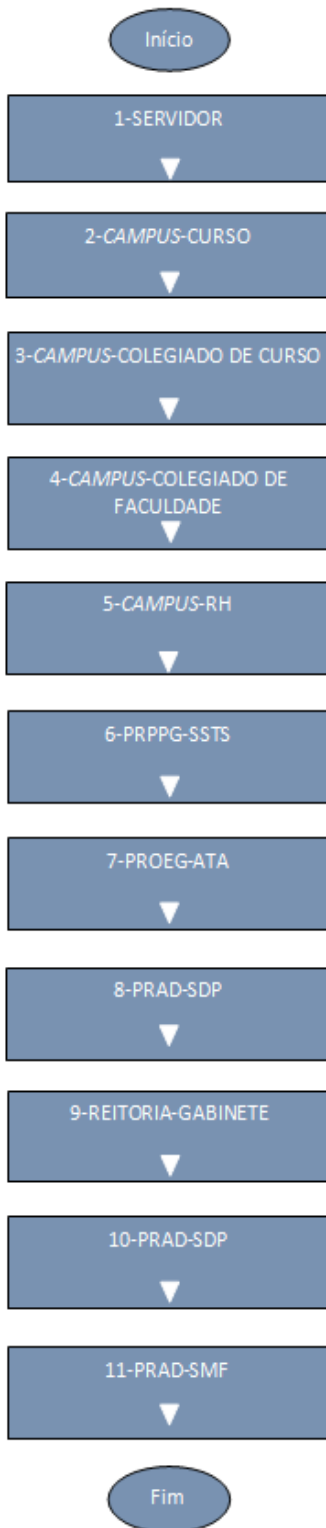 Início
1-SERVIDOR
2-CAMPUS-CURSO
3-CAMPUS-COLEGIADO DE CURSO
4-CAMPUS-COLEGIADO DE
FACULDADE
5-CAMPUS-RH
6-PRPPG-SSTS
7-PROEG-ATA
8-PRAD-SDP
9-REITORIA-GABINETE
10-PRAD-SDP
11-PRAD-SMF
Fim